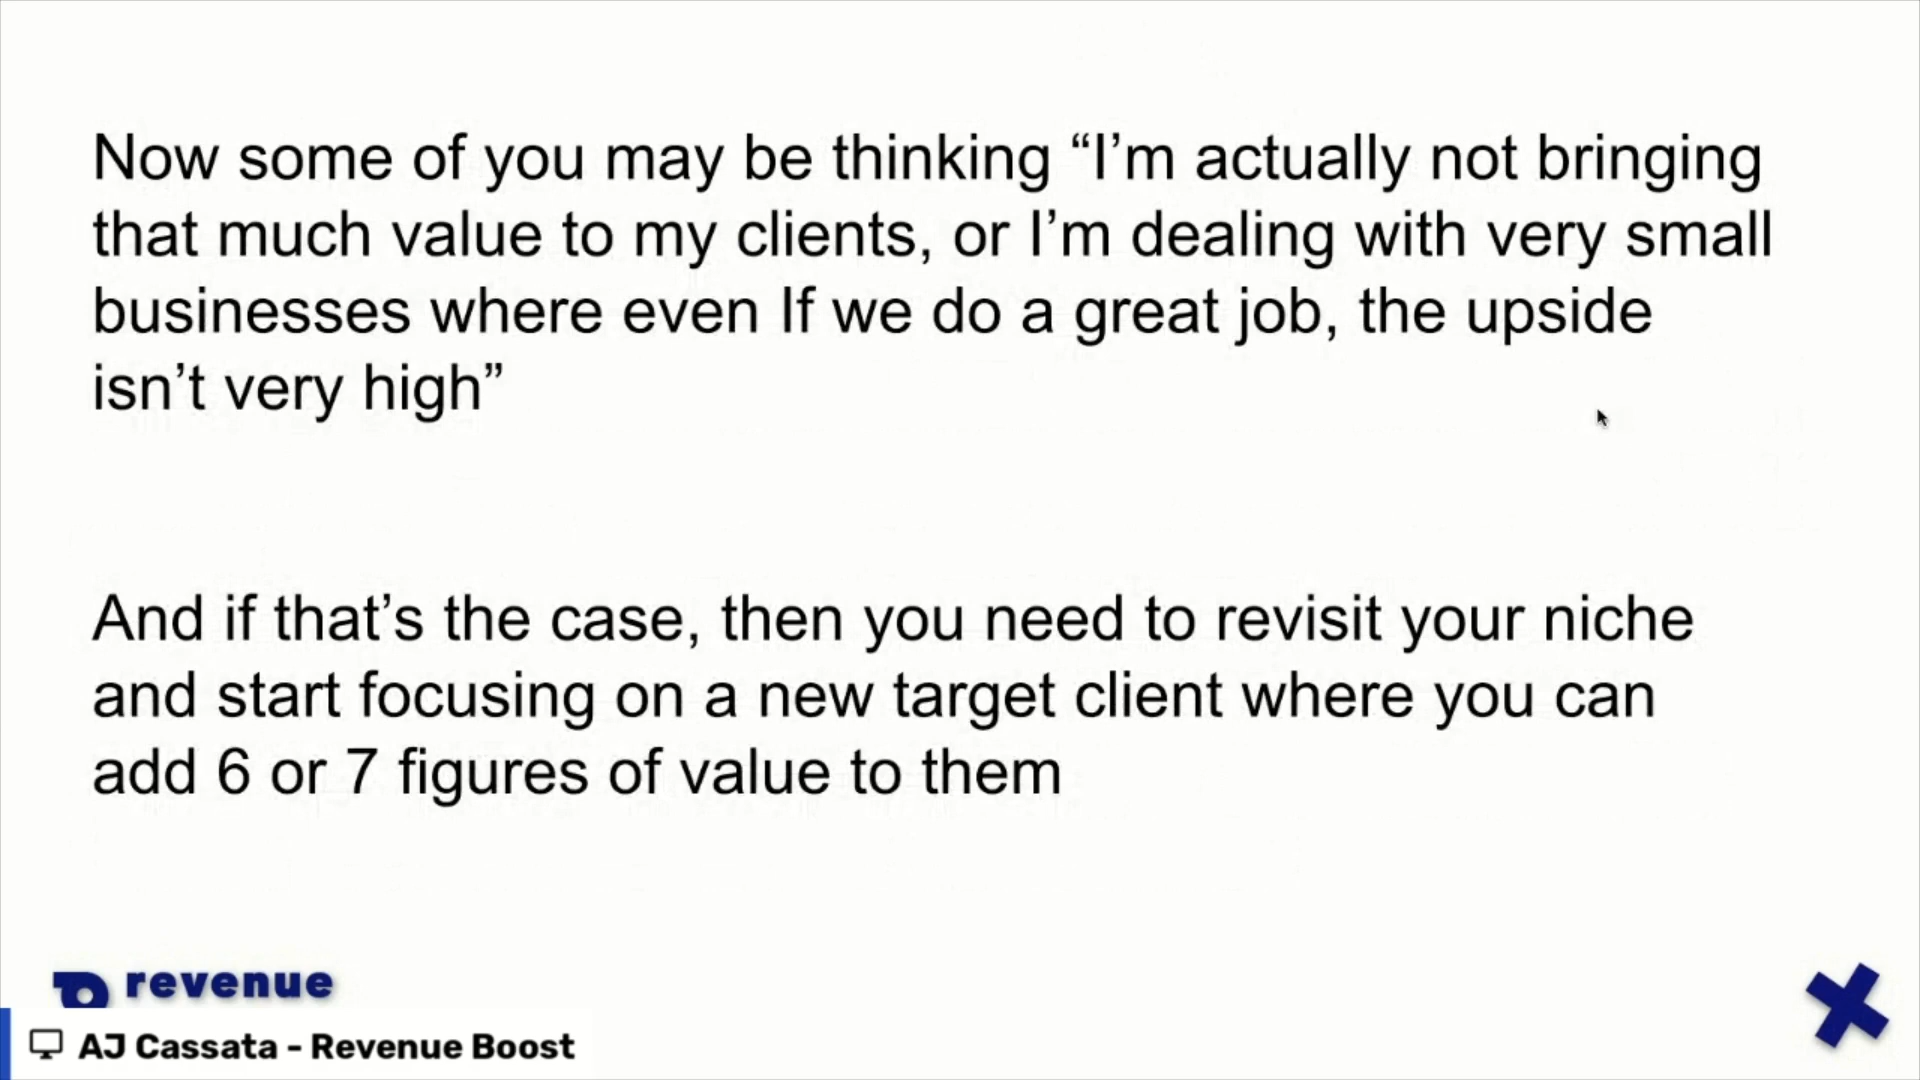 Now some of you may be thinking “I’m actually not bringing
that much value to my clients, or I’m dealing with very small
businesses where even If we do a great job, the upside
isn’t very high”
And if that’s the case, then you need to revisit your niche
and start focusing on a new target client where you can
add 6 or 7 figures of value to them
revenue
AJ Cassata - Revenue Boost